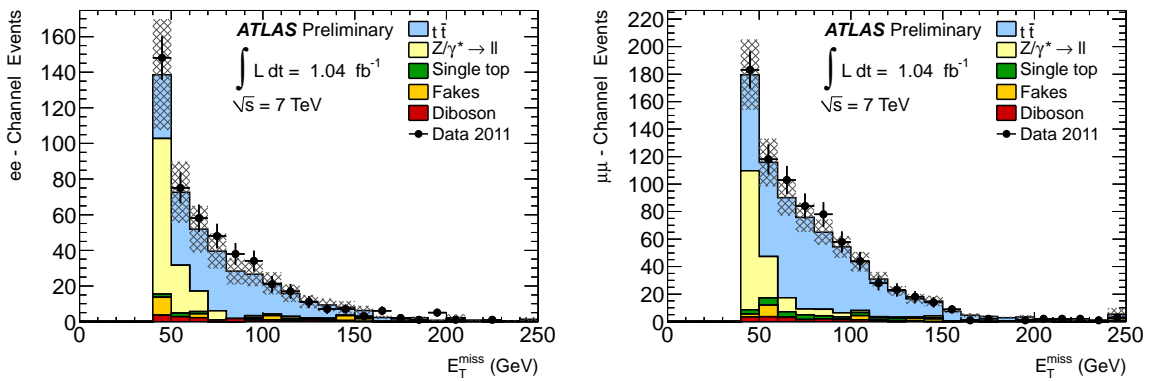 ee - Channel Events
160
140
120
100
80
60
40
20
0
0 50 100 150 200 250
E_T^miss (GeV)
ATLAS Preliminary
∫ L dt = 1.04 fb⁻¹
√s = 7 TeV
t t̄
Z/γ* → ll
Single top
Fakes
Diboson
Data 2011
μμ - Channel Events
220
200
180
160
140
120
100
80
60
40
20
0
0 50 100 150 200 250
E_T^miss (GeV)
ATLAS Preliminary
∫ L dt = 1.04 fb⁻¹
√s = 7 TeV
t t̄
Z/γ* → ll
Single top
Fakes
Diboson
Data 2011